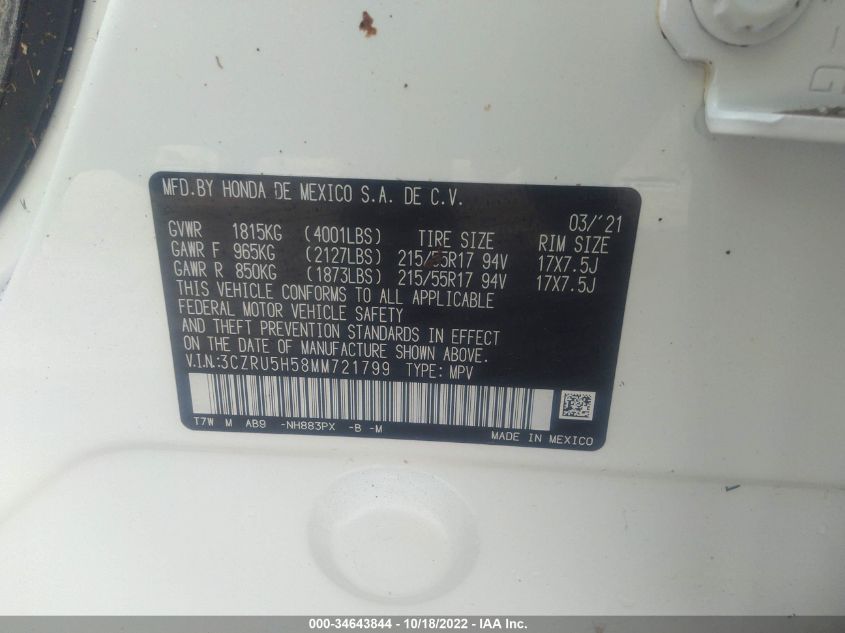 MFD.BY HONDA DE MEXICO S.A. DE C.V.
03/'21
GVWR 1815KG (4001LBS) TIRE SIZE RIM SIZE
GAWR F 965KG (2127LBS) 215/55R17 94V 17X7.5J
GAWR R 850KG (1873LBS) 215/55R17 94V 17X7.5J
THIS VEHICLE CONFORMS TO ALL APPLICABLE
FEDERAL MOTOR VEHICLE SAFETY
AND THEFT PREVENTION STANDARDS IN EFFECT
ON THE DATE OF MANUFACTURE SHOWN ABOVE.
V.I.N.:3CZRU5H58MM721799 TYPE: MPV
T7W M AB9 -NH883PX -B -M
MADE IN MEXICO
000-34643844 - 10/18/2022 - IAA Inc.